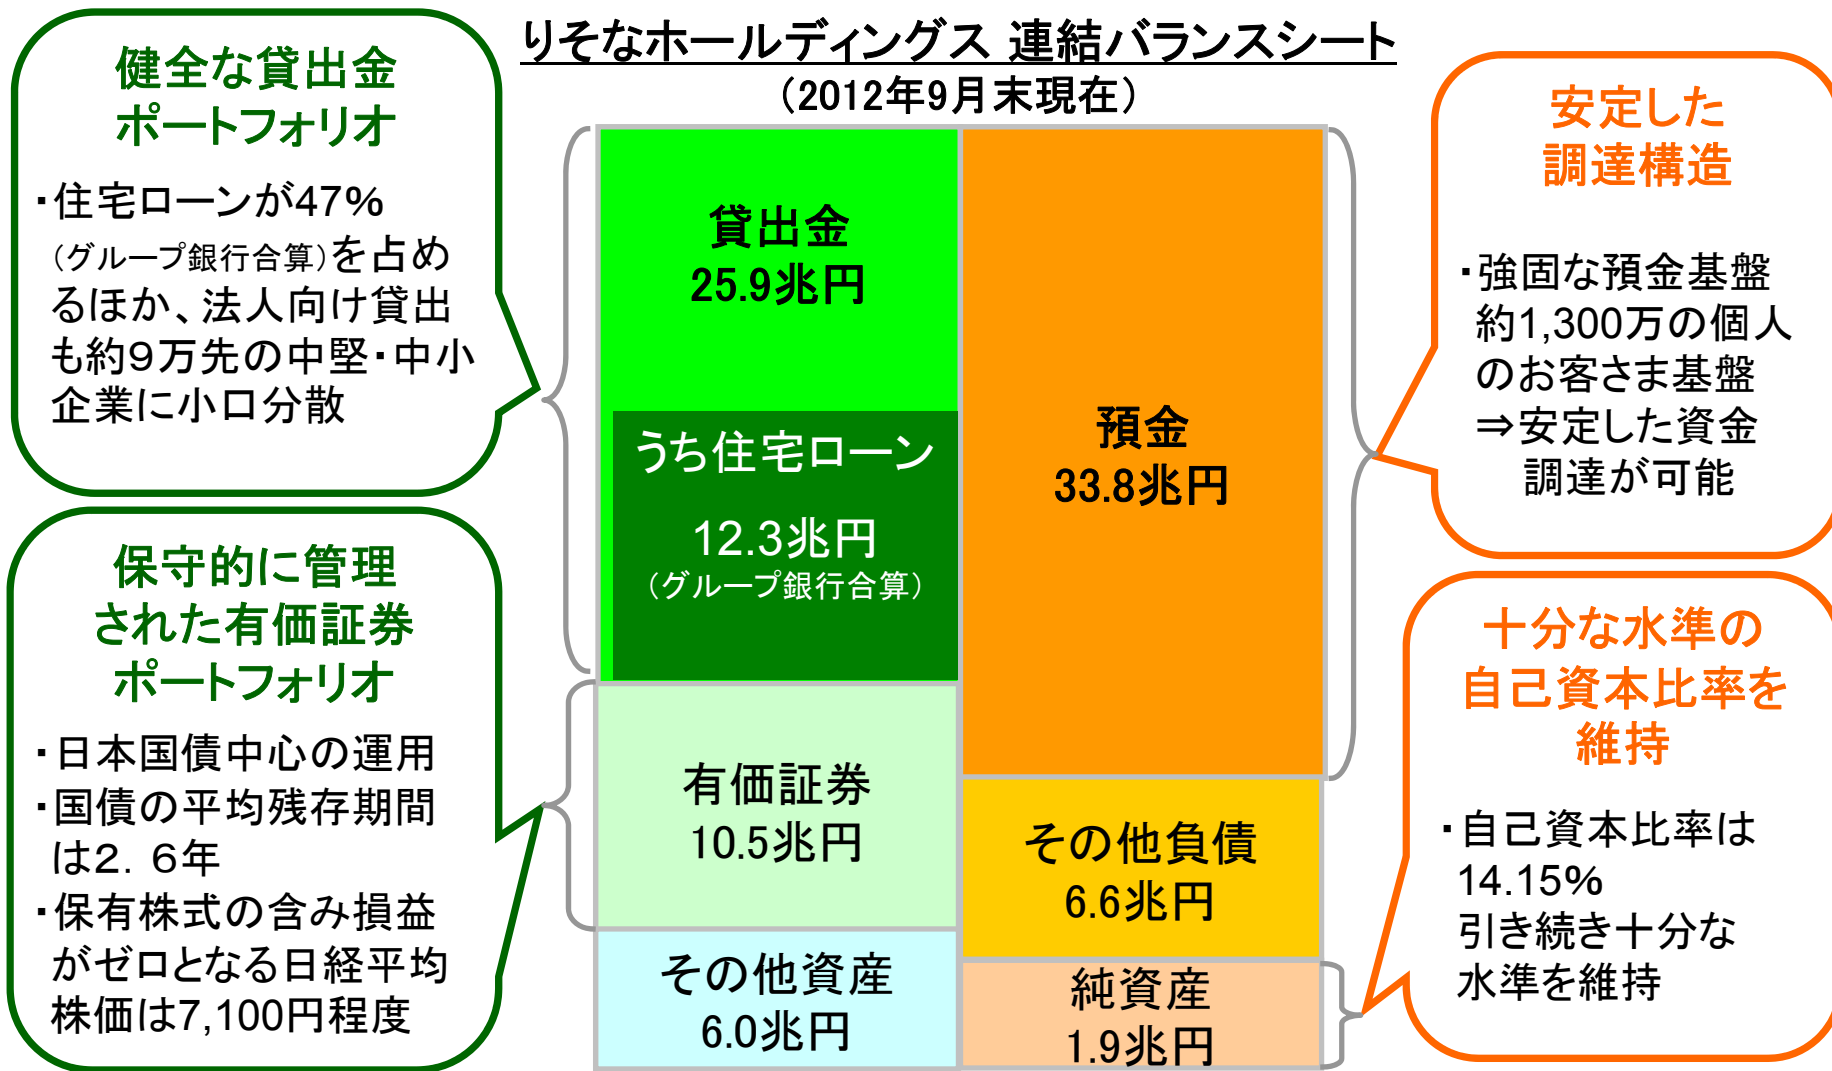 りそなホールディングス 連結バランスシート
（2012年9月末現在）
健全な貸出金
ポートフォリオ
・住宅ローンが47%
（グループ銀行合算）を占め
るほか、法人向け貸出
も約９万先の中堅・中小
企業に小口分散
保守的に管理
された有価証券
ポートフォリオ
・日本国債中心の運用
・国債の平均残存期間
は２．６年
・保有株式の含み損益
がゼロとなる日経平均
株価は7,100円程度
貸出金
25.9兆円
うち住宅ローン
12.3兆円
（グループ銀行合算）
有価証券
10.5兆円
その他資産
6.0兆円
預金
33.8兆円
その他負債
6.6兆円
純資産
1.9兆円
安定した
調達構造
・強固な預金基盤
約1,300万の個人
のお客さま基盤
⇒安定した資金
調達が可能
十分な水準の
自己資本比率を
維持
・自己資本比率は
14.15%
引き続き十分な
水準を維持